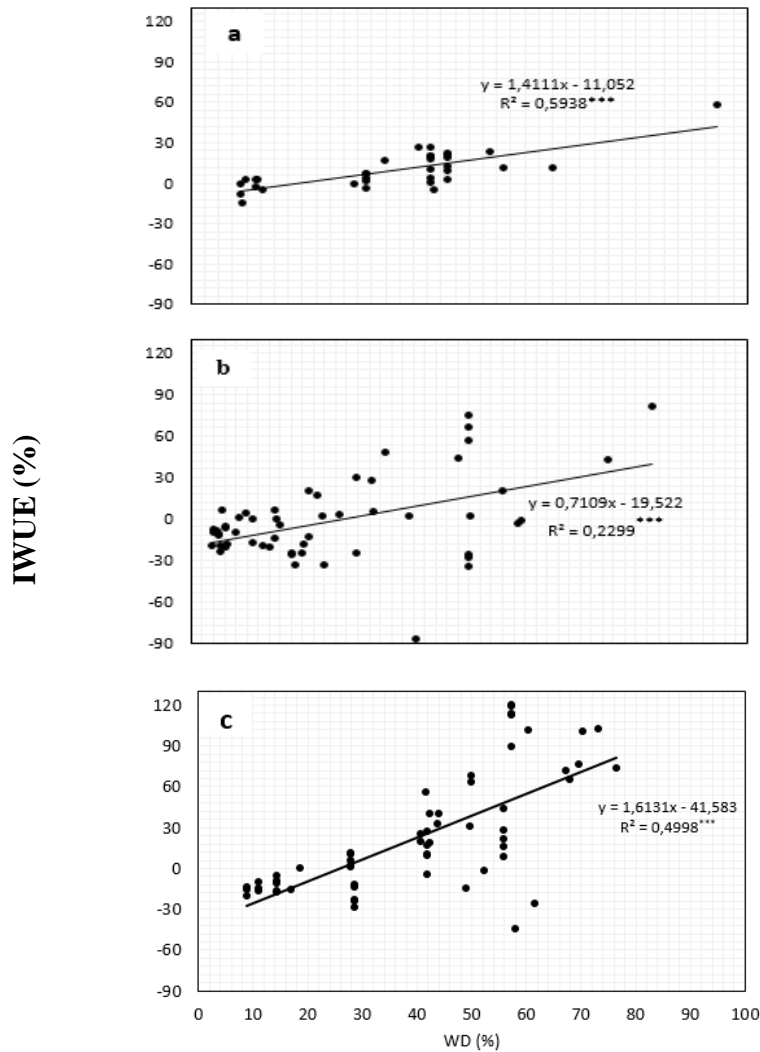 120
a
90
y = 1,4111x - 11,052
R² = 0,5938***
60
30
0
-30
-60
-90
120
b
90
60
30
y = 0,7109x - 19,522
R² = 0,2299***
0
-30
-60
-90
IWUE (%)
120
c
90
60
y = 1,6131x - 41,583
R² = 0,4998***
30
0
-30
-60
-90
0 10 20 30 40 50 60 70 80 90 100
WD (%)